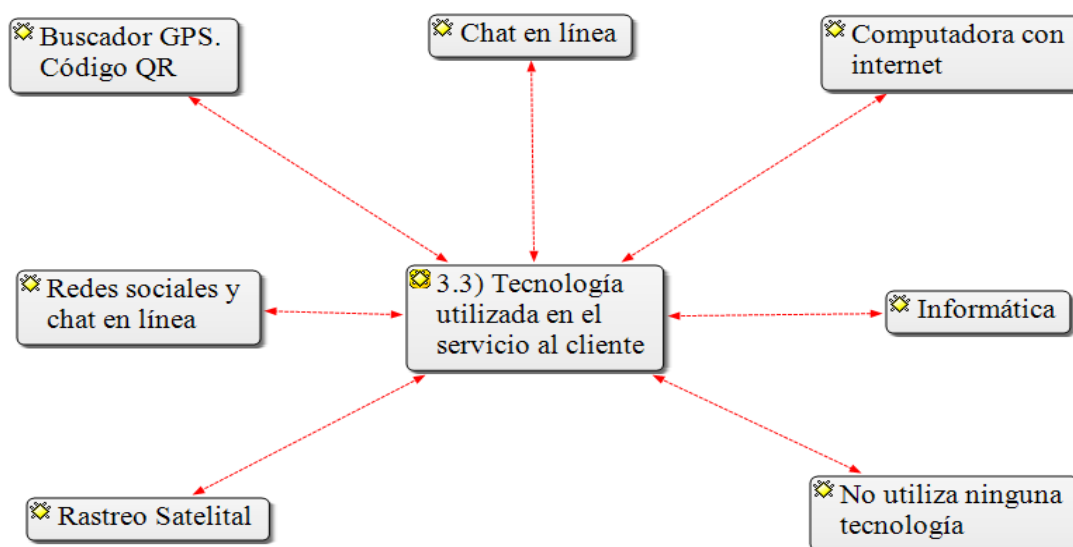 Buscador GPS.
Código QR
Chat en línea
Computadora con
internet
Redes sociales y
chat en línea
3.3) Tecnología
utilizada en el
servicio al cliente
Informática
Rastreo Satelital
No utiliza ninguna
tecnología